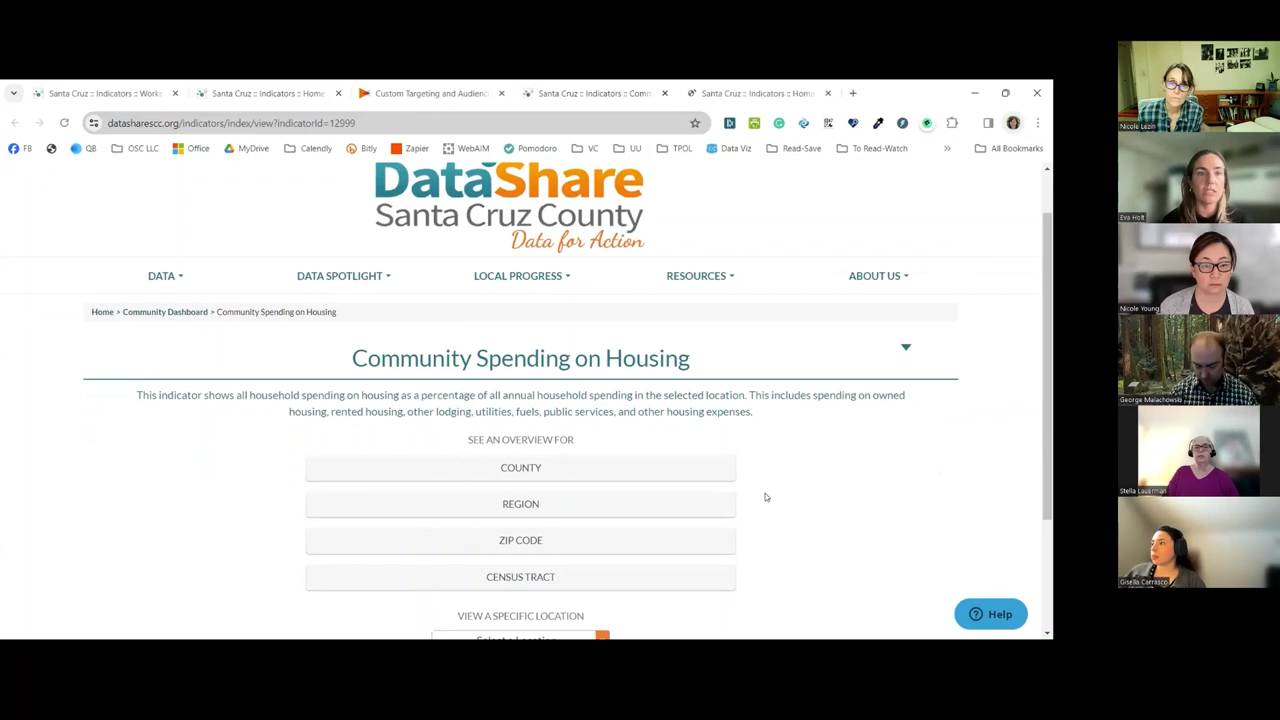 Santa Cruz :: Indicators :: Worke
Santa Cruz :: Indicators :: Home
Custom Targeting and Audienc
Santa Cruz :: Indicators :: Comm
Santa Cruz :: Indicators :: Homo
datasharescc.org/indicators/index/view?indicatorId=12999
FB
QB
OSC LLC
Office
MyDrive
Calendly
Bitly
Zapier
WebAIM
Pomodoro
VC
UU
TPOL
Data Viz
Read-Save
To Read-Watch
All Bookmarks
DataShare
Santa Cruz County
Data for Action
DATA
DATA SPOTLIGHT
LOCAL PROGRESS
RESOURCES
ABOUT US
Home > Community Dashboard > Community Spending on Housing
Community Spending on Housing
This indicator shows all household spending on housing as a percentage of all annual household spending in the selected location. This includes spending on owned
housing, rented housing, other lodging, utilities, fuels, public services, and other housing expenses.
SEE AN OVERVIEW FOR
COUNTY
REGION
ZIP CODE
CENSUS TRACT
VIEW A SPECIFIC LOCATION
Select a Location
Help
Nicole Lezin
Eva Holt
Nicole Young
George Malachowski
Stella Lauerman
Gisella Carrasco